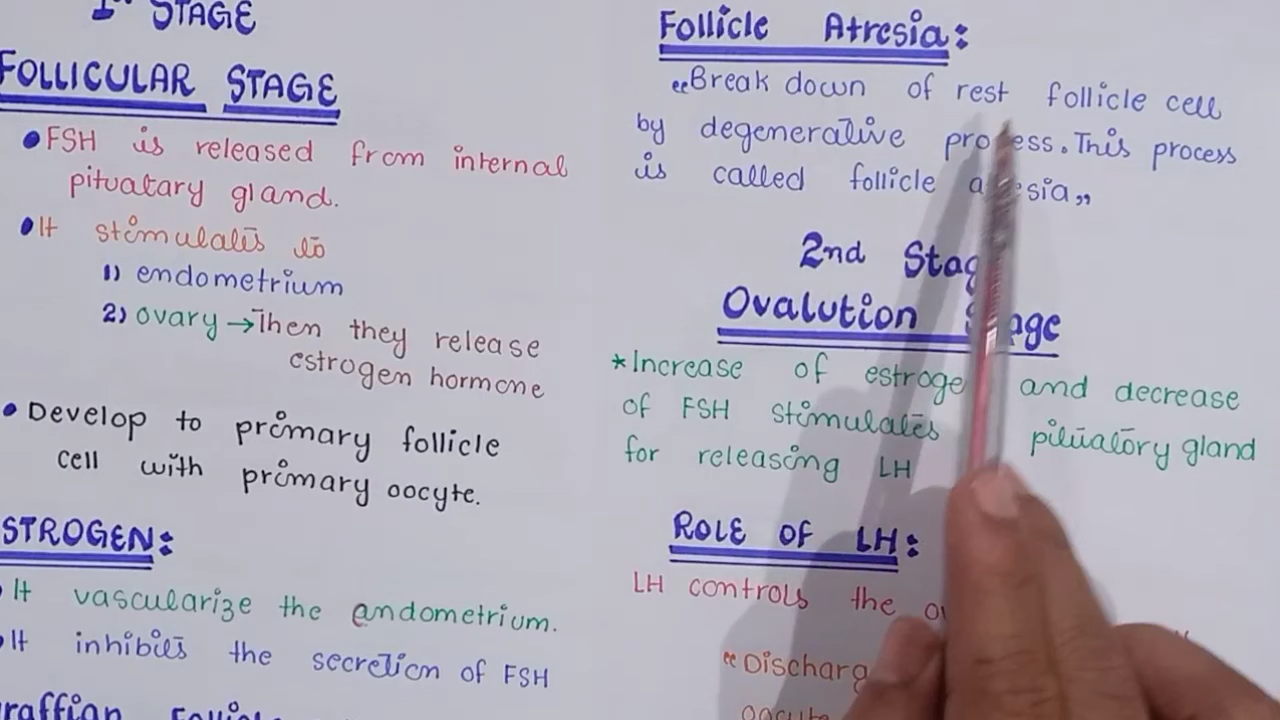 1st STAGE
FOLLICULAR STAGE
•FSH is released from internal
pituatary gland.
•It stimulates to
1) endometrium
2) ovary →Then they release
estrogen hormone
• Develop to primary follicle
cell with primary oocyte.
STROGEN:
It vascularize the endometrium.
It inhibits the secretion of FSH
raffian
Follicle Atresia:
“Break down of rest follicle cell
by degenerative process. This process
is called follicle
2nd
Ovalution
*Increase of and decrease
of FSH stimulates pituatory gland
for releasing LH
ROLE OF LH:
LH controls the
“Discharg